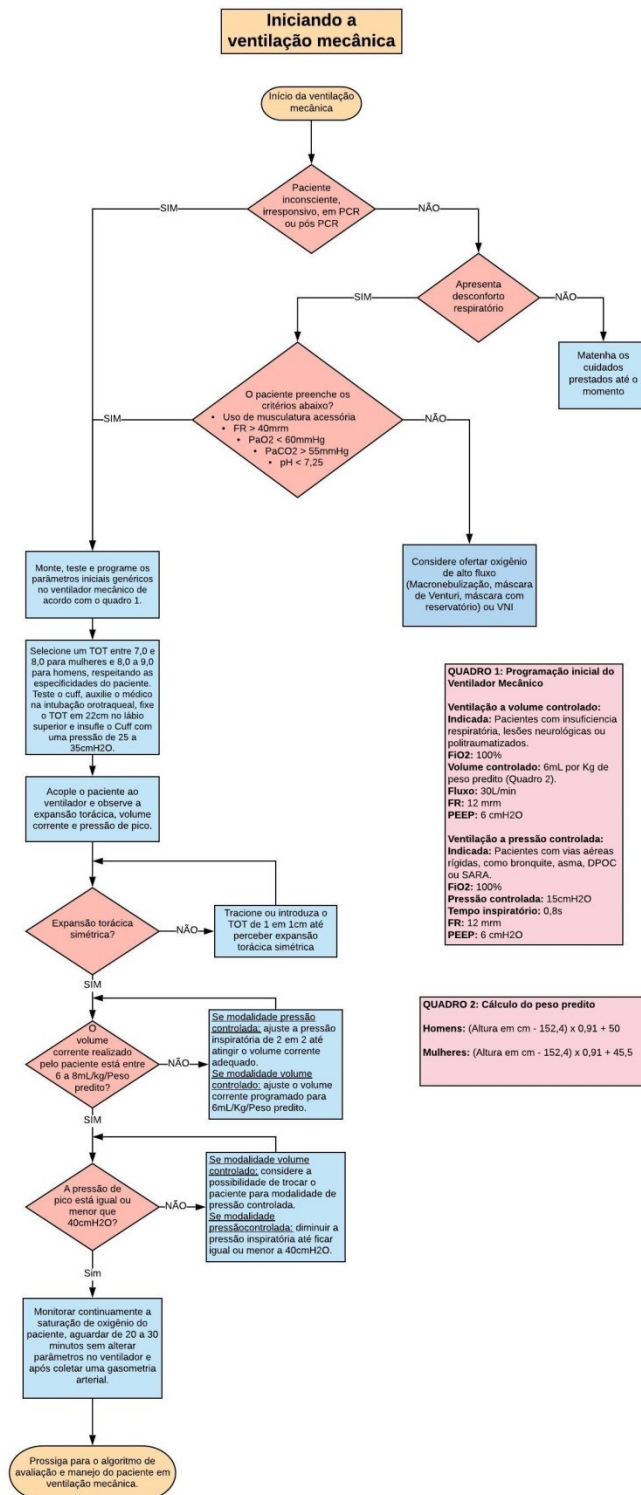 Iniciando a
ventilação mecânica
Início da ventilação
mecânica
Paciente
inconsciente,
irresponsivo, em PCR
ou pós PCR
SIM
NÃO
Apresenta
desconforto
respiratório
SIM
NÃO
Matenha os
cuidados
prestados até o
momento
O paciente preenche os
critérios abaixo?
• Uso de musculatura acessória
• FR > 40mrm
• PaO2 < 60mmHg
• PaCO2 > 55mmHg
• pH < 7,25
SIM
NÃO
Considere ofertar oxigênio
de alto fluxo
(Macronebulização, máscara
de Venturi, máscara com
reservatório) ou VNI
Monte, teste e programe os
parâmetros iniciais genéricos
no ventilador mecânico de
acordo com o quadro 1.
Selecione um TOT entre 7,0 e
8,0 para mulheres e 8,0 a 9,0
para homens, respeitando as
especificidades do paciente.
Teste o cuff, auxilie o médico
na intubação orotraqueal, fixe
o TOT em 22cm no lábio
superior e insufle o Cuff com
uma pressão de 25 a
35cmH2O.
Acople o paciente ao
ventilador e observe a
expansão torácica, volume
corrente e pressão de pico.
Expansão torácica
simétrica?
NÃO
Tracione ou introduza o
TOT de 1 em 1cm até
perceber expansão
torácica simétrica
SIM
O
volume
corrente realizado
pelo paciente está entre
6 a 8mL/kg/Peso
predito?
NÃO
Se modalidade pressão
controlada: ajuste a pressão
inspiratória de 2 em 2 até
atingir o volume corrente
adequado.
Se modalidade volume
controlado: ajuste o volume
corrente programado para
6mL/Kg/Peso predito.
SIM
A pressão de
pico está igual ou
menor que
40cmH2O?
NÃO
Se modalidade volume
controlado: considere a
possibilidade de trocar o
paciente para modalidade de
pressão controlada.
Se modalidade
pressãocontrolada: diminuir a
pressão inspiratória até ficar
igual ou menor a 40cmH2O.
Sim
Monitorar continuamente a
saturação de oxigênio do
paciente, aguardar de 20 a 30
minutos sem alterar
parâmetros no ventilador e
após coletar uma gasometria
arterial.
Prossiga para o algoritmo de
avaliação e manejo do paciente em
ventilação mecânica.
QUADRO 1: Programação inicial do
Ventilador Mecânico
Ventilação a volume controlado:
Indicada: Pacientes com insuficiencia
respiratória, lesões neurológicas ou
politraumatizados.
FiO2: 100%
Volume controlado: 6mL por Kg de
peso predito (Quadro 2).
Fluxo: 30L/min
FR: 12 mrm
PEEP: 6 cmH2O
Ventilação a pressão controlada:
Indicada: Pacientes com vias aéreas
rígidas, como bronquite, asma, DPOC
ou SARA.
FiO2: 100%
Pressão controlada: 15cmH2O
Tempo inspiratório: 0,8s
FR: 12 mrm
PEEP: 6 cmH2O
QUADRO 2: Cálculo do peso predito
Homens: (Altura em cm - 152,4) x 0,91 + 50
Mulheres: (Altura em cm - 152,4) x 0,91 + 45,5